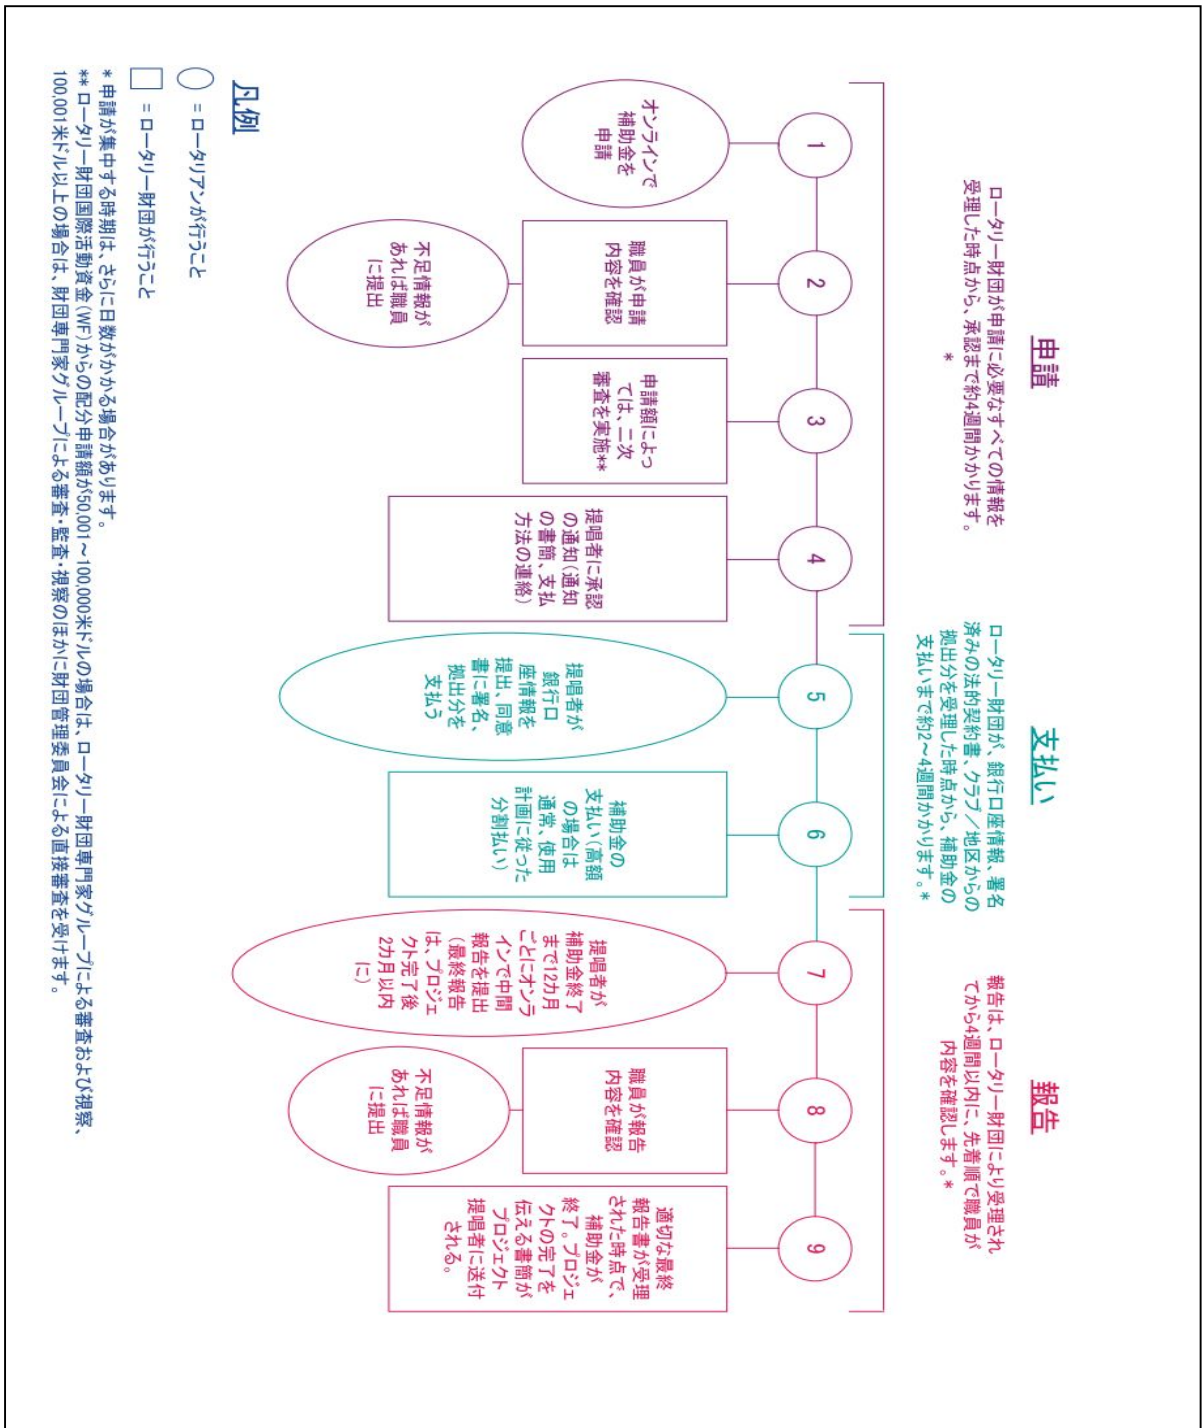 申請
ロータリー財団が申請に必要なすべての情報を
受理した時点から、承認まで約4週間かかります。
*
支払い
ロータリー財団が、銀行口座情報、署名
済みの法的契約書、クラブ／地区からの
拠出分を受理した時点から、補助金の
支払いまで約2～4週間かかります。*
報告
報告は、ロータリー財団により受理され
てから4週間以内に、先着順で職員が
内容を確認します。*
1
オンラインで
補助金を
申請
2
職員が申請
内容を確認
不足情報が
あれば職員
に提出
3
申請額によっ
ては、二次
審査を実施**
4
提唱者に承認
の通知（通知
の書簡、支払
方法の連絡）
5
提唱者が
銀行口
座情報を
提出、同意
書に署名、
拠出分を
支払う
6
補助金の
支払い（高額
の場合は
通常、使用
計画に従った
分割払い）
7
提唱者が
補助金終了
まで12カ月
ごとにオンラ
インで中間
報告を提出
（最終報告
は、プロジェ
クト完了後
2カ月以内
に）
8
職員が報告
内容を確認
不足情報が
あれば職員
に提出
9
適切な最終
報告書が受理
された時点で、
補助金が
終了。プロジェ
クトの完了を
伝える書簡が
プロジェクト
提唱者に送付
される。
凡例
= ロータリアンが行うこと
= ロータリー財団が行うこと
* 申請が集中する時期は、さらに日数がかかる場合があります。
** ロータリー財団国際活動資金（WF）からの配分申請額が50,001～100,000米ドルの場合は、ロータリー財団専門家グループによる審査および視察、
100,001米ドル以上の場合は、財団専門家グループによる審査・監査・視察のほかに財団管理委員会による直接審査を受けます。